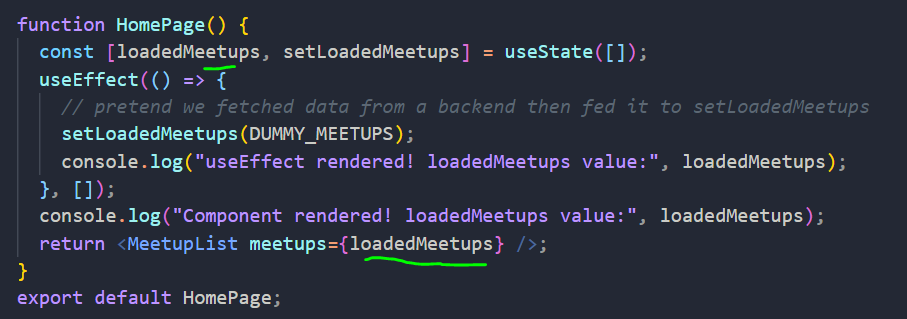 function HomePage() {
const [loadedMeetups, setLoadedMeetups] = useState([]);
useEffect(() => {
// pretend we fetched data from a backend then fed it to setLoadedMeetups
setLoadedMeetups(DUMMY_MEETUPS);
console.log("useEffect rendered! loadedMeetups value:", loadedMeetups);
}, []);
console.log("Component rendered! loadedMeetups value:", loadedMeetups);
return <MeetupList meetups={loadedMeetups} />;
}
export default HomePage;